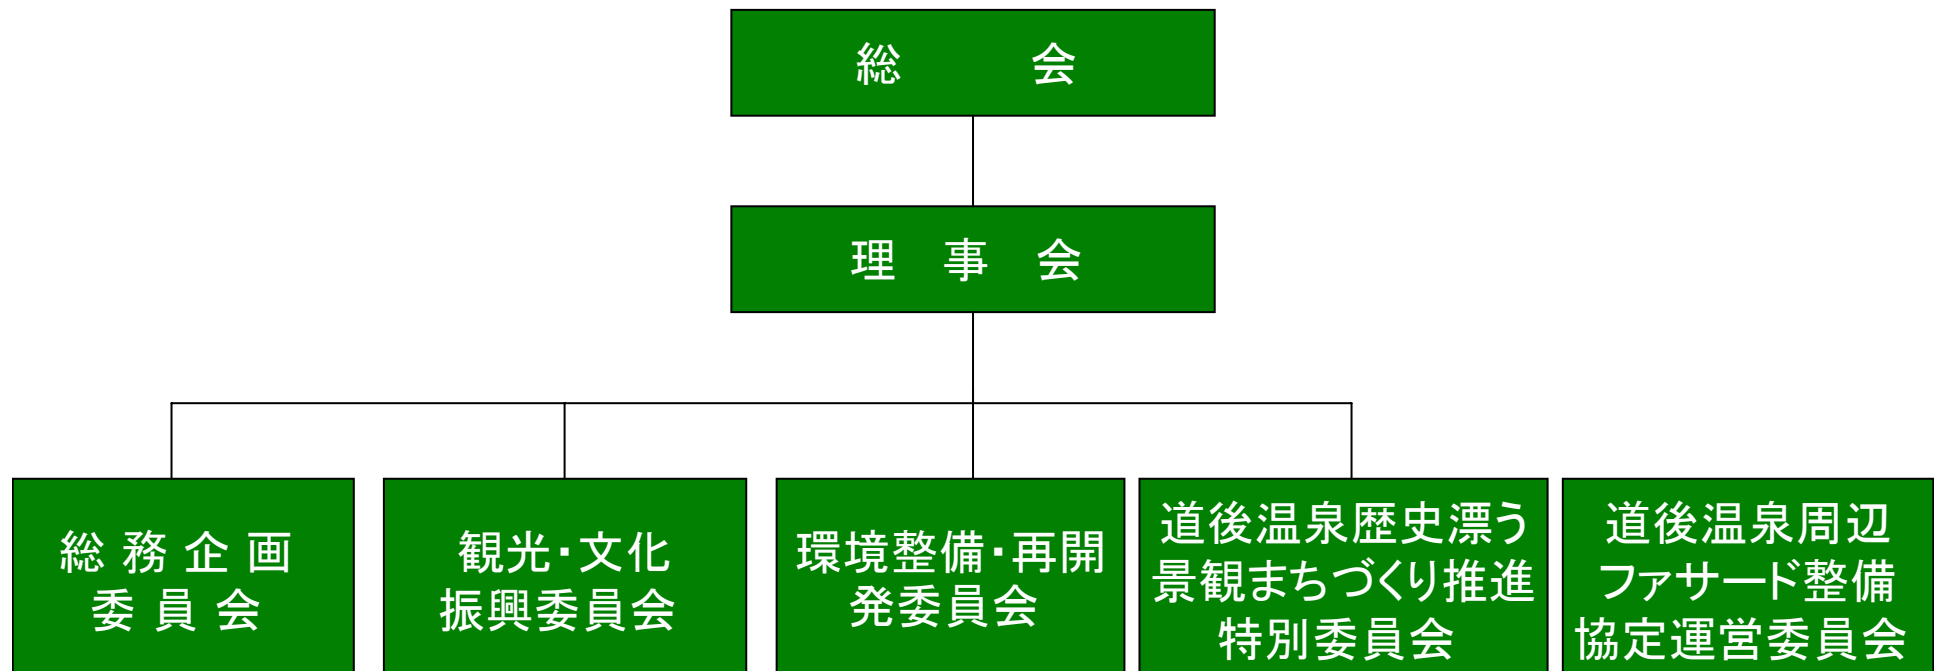 総　会
理　事　会
総 務 企 画
委 員 会
観光・文化
振興委員会
環境整備・再開
発委員会
道後温泉歴史漂う
景観まちづくり推進
特別委員会
道後温泉周辺
ファサード整備
協定運営委員会